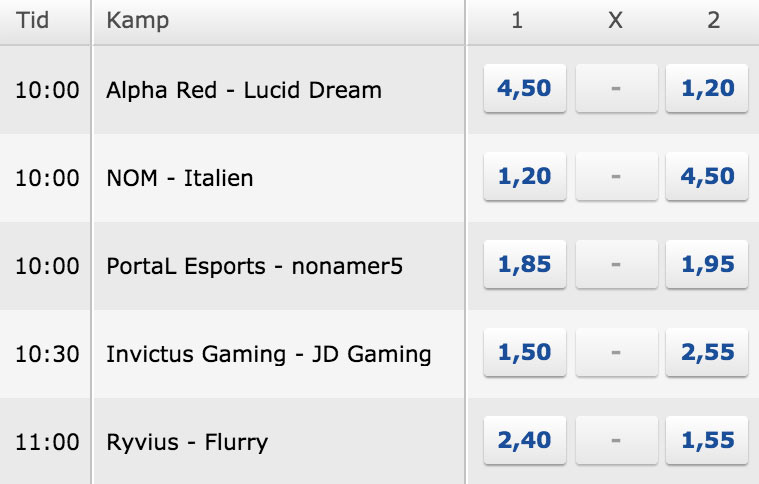 Tid Kamp 1 X 2
10:00 Alpha Red - Lucid Dream 4,50 - 1,20
10:00 NOM - Italien 1,20 - 4,50
10:00 PortaL Esports - nonamer5 1,85 - 1,95
10:30 Invictus Gaming - JD Gaming 1,50 - 2,55
11:00 Ryvius - Flurry 2,40 - 1,55